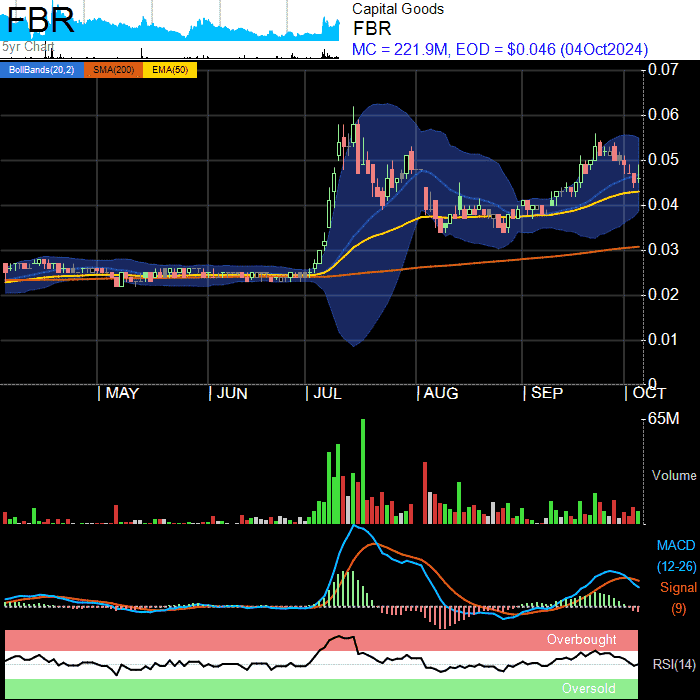 FBR
5yr Chart
Capital Goods
FBR
MC = 221.9M, EOD = $0.046 (04Oct2024)
BollBands(20,2) SMA(200) EMA(50)
0.07
0.06
0.05
0.04
0.03
0.02
0.01
0
MAY JUN JUL AUG SEP OCT
65M
Volume
MACD
(12-26)
Signal
(9)
Overbought
RSI(14)
Oversold